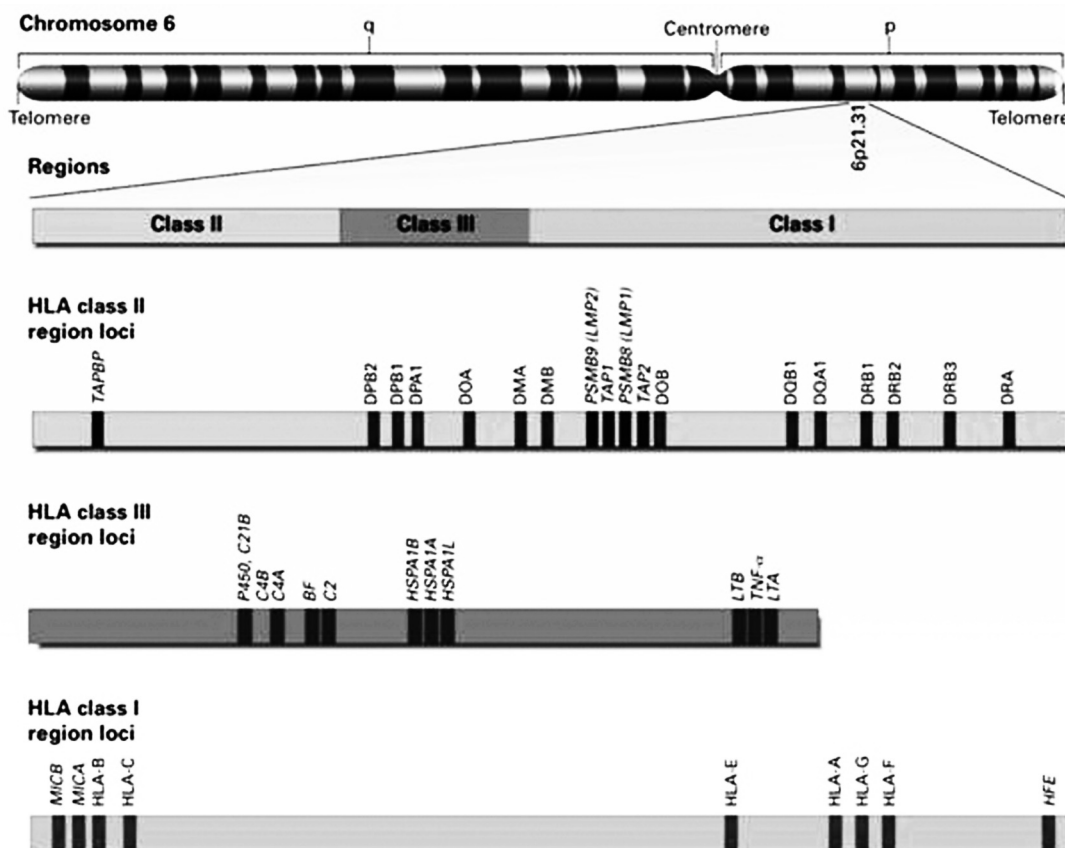 Chromosome 6
q
Centromere
p
Telomere
Telomere
6p21.31
Regions
Class II
Class III
Class I
HLA class II
region loci
TAPBP
DPB2
DPB1
DPA1
DOA
DMA
DMB
PSMB9 (LMP2)
TAP1
PSMB8 (LMP1)
TAP2
DOB
DQB1
DQA1
DRB1
DRB2
DRB3
DRA
HLA class III
region loci
P450, C21B
C4B
C4A
BF
C2
HSPA1B
HSPA1A
HSPA1L
LTB
TNF-α
LTA
HLA class I
region loci
MICB
MICA
HLA-B
HLA-C
HLA-E
HLA-A
HLA-G
HLA-F
HFE